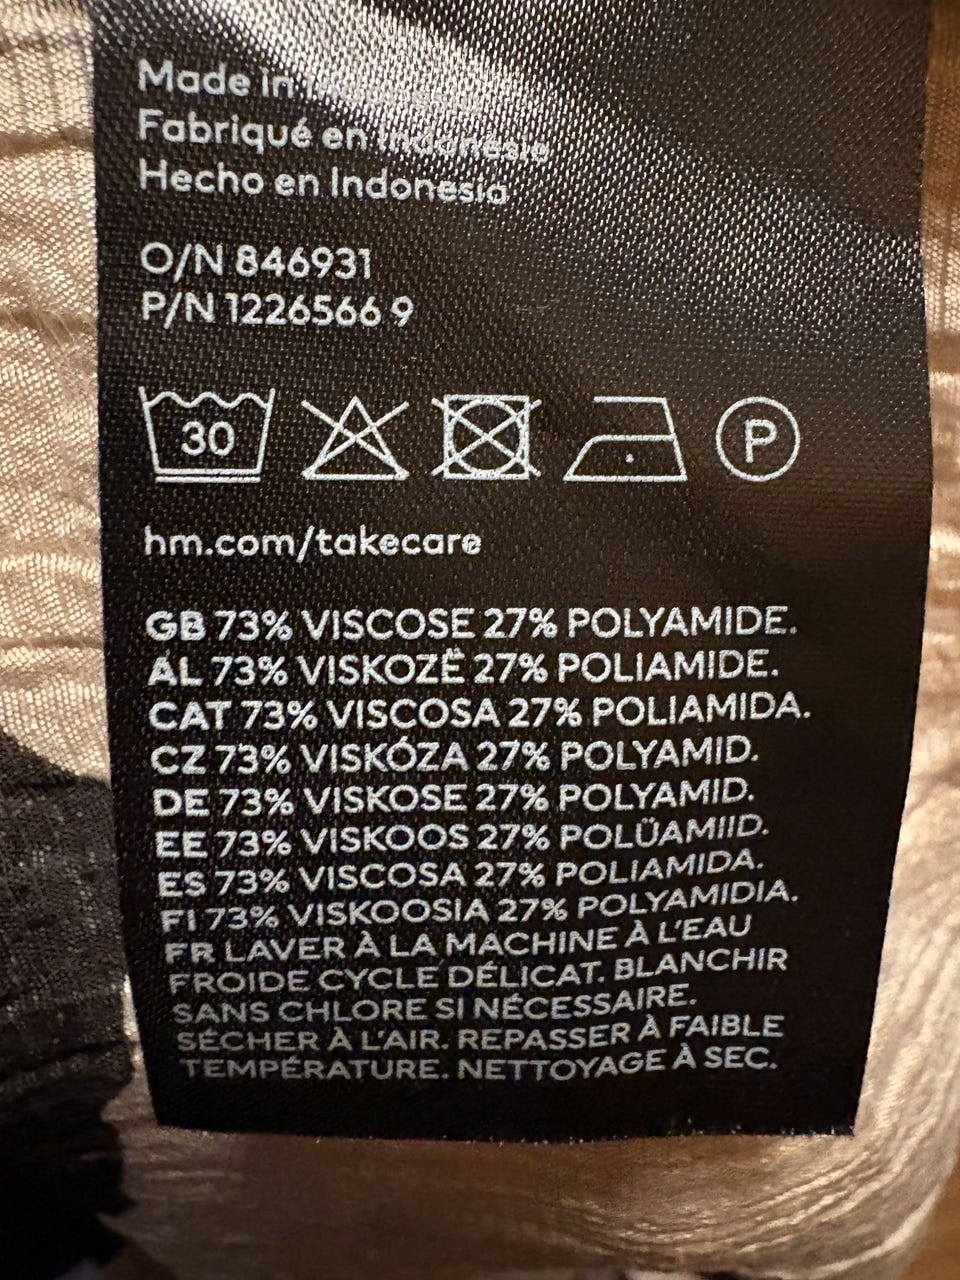 Made in
Fabriqué en Indonésie
Hecho en Indonesia
O/N 846931
P/N 1226566 9
30
P
hm.com/takecare
GB 73% VISCOSE 27% POLYAMIDE.
AL 73% VISKOZË 27% POLIAMIDE.
CAT 73% VISCOSA 27% POLIAMIDA.
CZ 73% VISKÓZA 27% POLYAMID.
DE 73% VISKOSE 27% POLYAMID.
EE 73% VISKOOS 27% POLÜAMIID.
ES 73% VISCOSA 27% POLIAMIDA.
FI 73% VISKOOSIA 27% POLYAMIDIA.
FR LAVER À LA MACHINE À L'EAU
FROIDE CYCLE DÉLICAT. BLANCHIR
SANS CHLORE SI NÉCESSAIRE.
SÉCHER À L'AIR. REPASSER À FAIBLE
TEMPÉRATURE. NETTOYAGE À SEC.